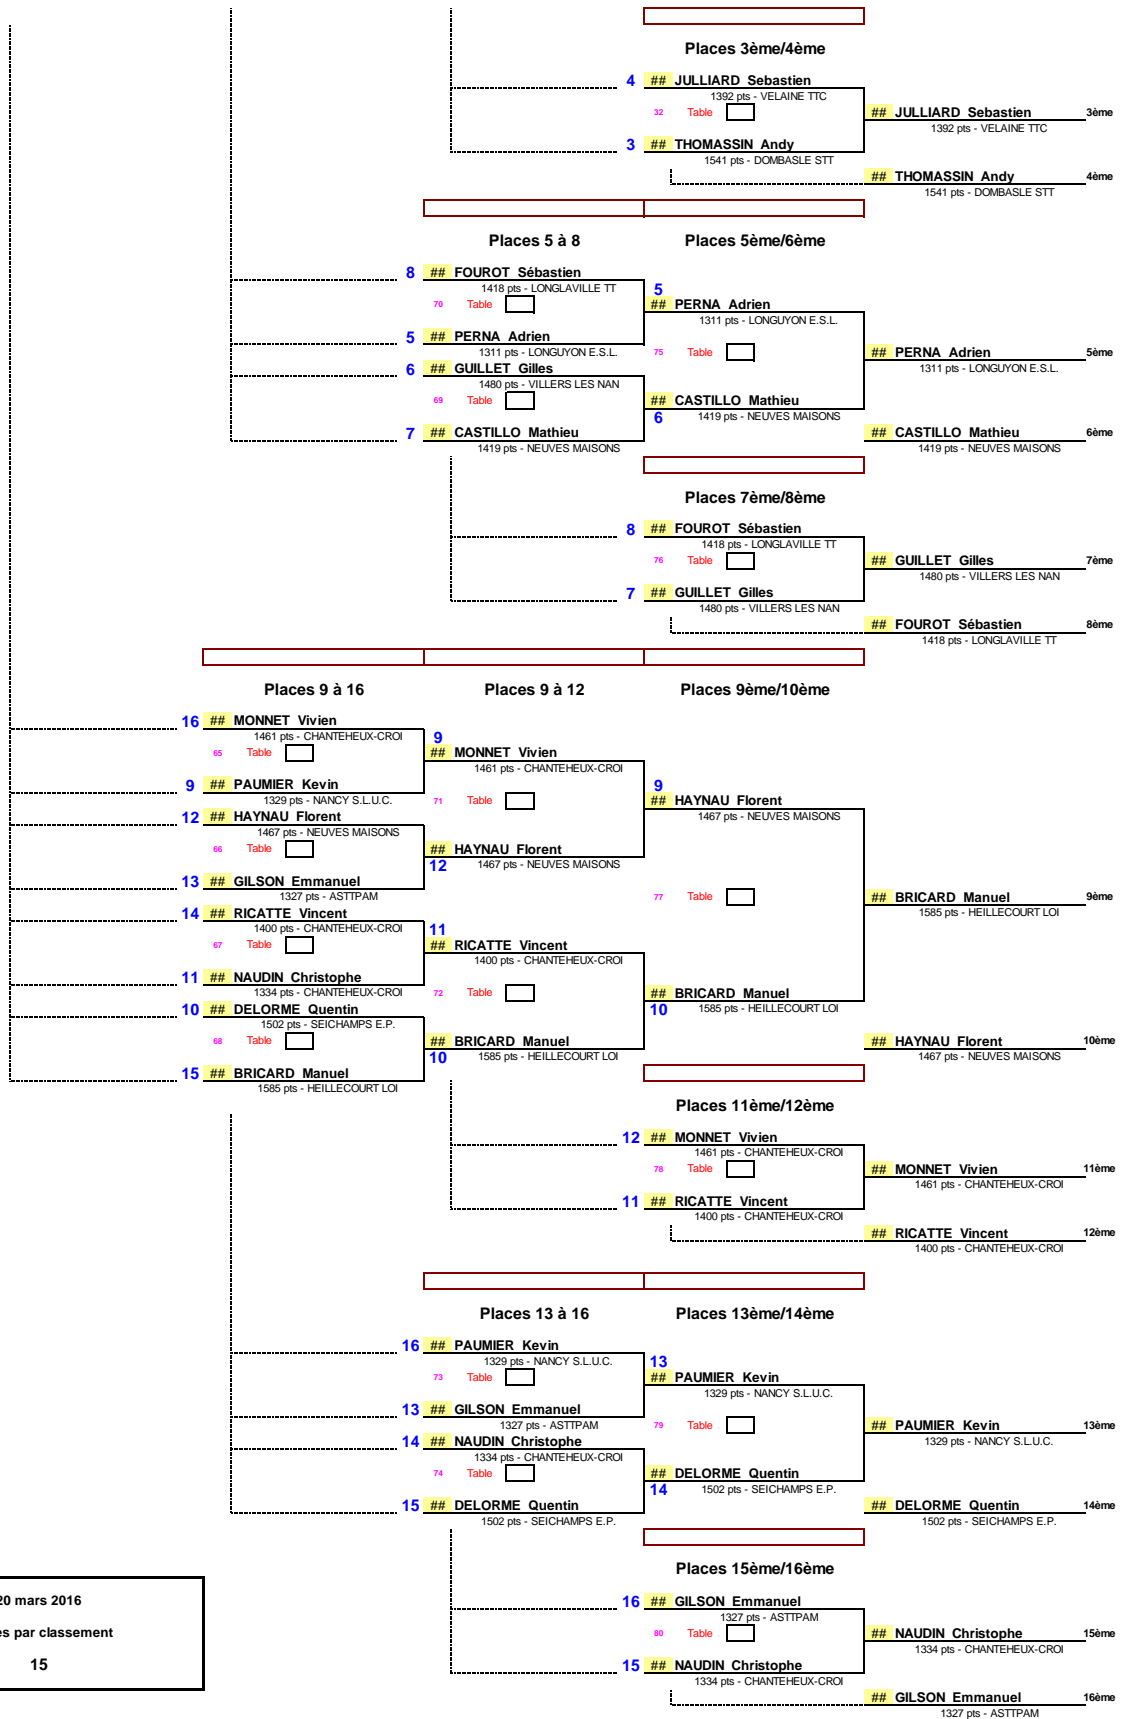 Places 3ème/4ème
4 ## JULLIARD Sebastien
1392 pts - VELAINE TTC
32 Table
## JULLIARD Sebastien 3ème
1392 pts - VELAINE TTC
3 ## THOMASSIN Andy
1541 pts - DOMBASLE STT
## THOMASSIN Andy 4ème
1541 pts - DOMBASLE STT
Places 5 à 8 Places 5ème/6ème
8 ## FOUROT Sébastien
1418 pts - LONGLAVILLE TT
5
70 Table
## PERNA Adrien
1311 pts - LONGUYON E.S.L.
5 ## PERNA Adrien
1311 pts - LONGUYON E.S.L.
75 Table
## PERNA Adrien 5ème
1311 pts - LONGUYON E.S.L.
6 ## GUILLET Gilles
1480 pts - VILLERS LES NAN
69 Table
## CASTILLO Mathieu
6 1419 pts - NEUVES MAISONS
7 ## CASTILLO Mathieu
1419 pts - NEUVES MAISONS
## CASTILLO Mathieu 6ème
1419 pts - NEUVES MAISONS
Places 7ème/8ème
8 ## FOUROT Sébastien
1418 pts - LONGLAVILLE TT
76 Table
## GUILLET Gilles 7ème
1480 pts - VILLERS LES NAN
7 ## GUILLET Gilles
1480 pts - VILLERS LES NAN
## FOUROT Sébastien 8ème
1418 pts - LONGLAVILLE TT
Places 9 à 16 Places 9 à 12 Places 9ème/10ème
16 ## MONNET Vivien
1461 pts - CHANTEHEUX-CROI
9
65 Table
## MONNET Vivien
1461 pts - CHANTEHEUX-CROI
9 ## PAUMIER Kevin
1329 pts - NANCY S.L.U.C.
9
71 Table
## HAYNAU Florent
1467 pts - NEUVES MAISONS
12 ## HAYNAU Florent
1467 pts - NEUVES MAISONS
66 Table
## HAYNAU Florent
12 1467 pts - NEUVES MAISONS
13 ## GILSON Emmanuel
1327 pts - ASTTPAM
77 Table
## BRICARD Manuel 9ème
1585 pts - HEILLECOURT LOI
14 ## RICATTE Vincent
1400 pts - CHANTEHEUX-CROI
11
67 Table
## RICATTE Vincent
1400 pts - CHANTEHEUX-CROI
11 ## NAUDIN Christophe
1334 pts - CHANTEHEUX-CROI
72 Table
## BRICARD Manuel
10 1585 pts - HEILLECOURT LOI
10 ## DELORME Quentin
1502 pts - SEICHAMPS E.P.
68 Table
## BRICARD Manuel
10 1585 pts - HEILLECOURT LOI
## HAYNAU Florent 10ème
1467 pts - NEUVES MAISONS
15 ## BRICARD Manuel
1585 pts - HEILLECOURT LOI
Places 11ème/12ème
12 ## MONNET Vivien
1461 pts - CHANTEHEUX-CROI
78 Table
## MONNET Vivien 11ème
1461 pts - CHANTEHEUX-CROI
11 ## RICATTE Vincent
1400 pts - CHANTEHEUX-CROI
## RICATTE Vincent 12ème
1400 pts - CHANTEHEUX-CROI
Places 13 à 16 Places 13ème/14ème
16 ## PAUMIER Kevin
1329 pts - NANCY S.L.U.C.
13
73 Table
## PAUMIER Kevin
1329 pts - NANCY S.L.U.C.
13 ## GILSON Emmanuel
1327 pts - ASTTPAM
79 Table
## PAUMIER Kevin 13ème
1329 pts - NANCY S.L.U.C.
14 ## NAUDIN Christophe
1334 pts - CHANTEHEUX-CROI
74 Table
## DELORME Quentin
14 1502 pts - SEICHAMPS E.P.
15 ## DELORME Quentin
1502 pts - SEICHAMPS E.P.
## DELORME Quentin 14ème
1502 pts - SEICHAMPS E.P.
Places 15ème/16ème
16 ## GILSON Emmanuel
1327 pts - ASTTPAM
80 Table
## NAUDIN Christophe 15ème
1334 pts - CHANTEHEUX-CROI
15 ## NAUDIN Christophe
1334 pts - CHANTEHEUX-CROI
## GILSON Emmanuel 16ème
1327 pts - ASTTPAM
20 mars 2016
es par classement
15